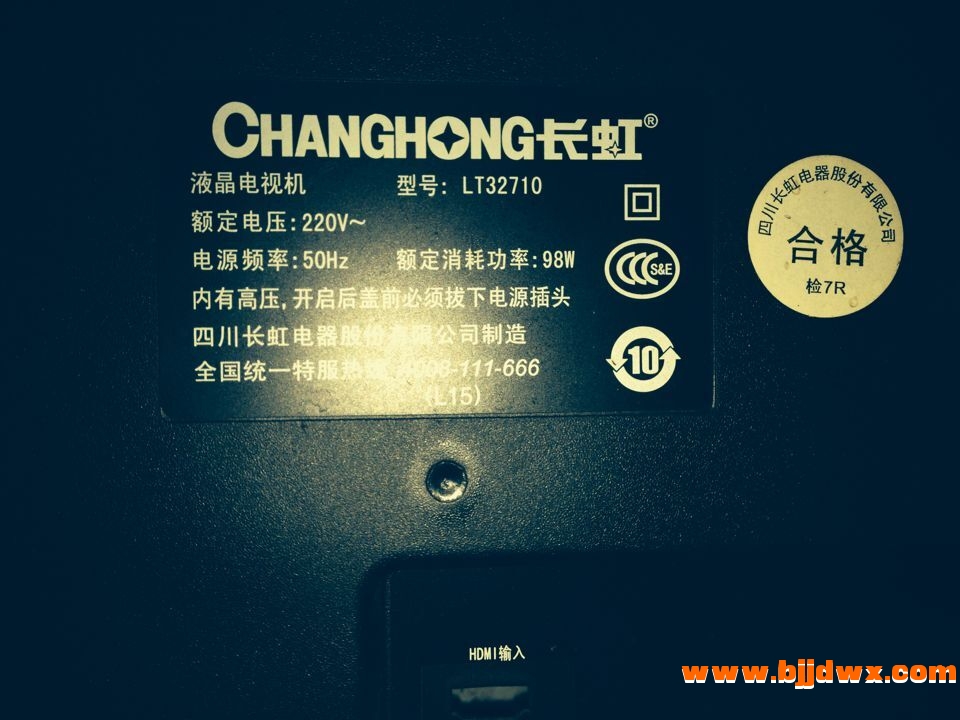 CHANGHONG长虹®
液晶电视机 型号: LT32710
额定电压:220V~
电源频率:50Hz 额定消耗功率:98W
内有高压,开启后盖前必须拔下电源插头
四川长虹电器股份有限公司制造
全国统一特服热 008-111-666
(L15)
S&E
10
四川长虹电器股份有限公司
合格
检7R
HDMI输入
www.bjjdwx.com